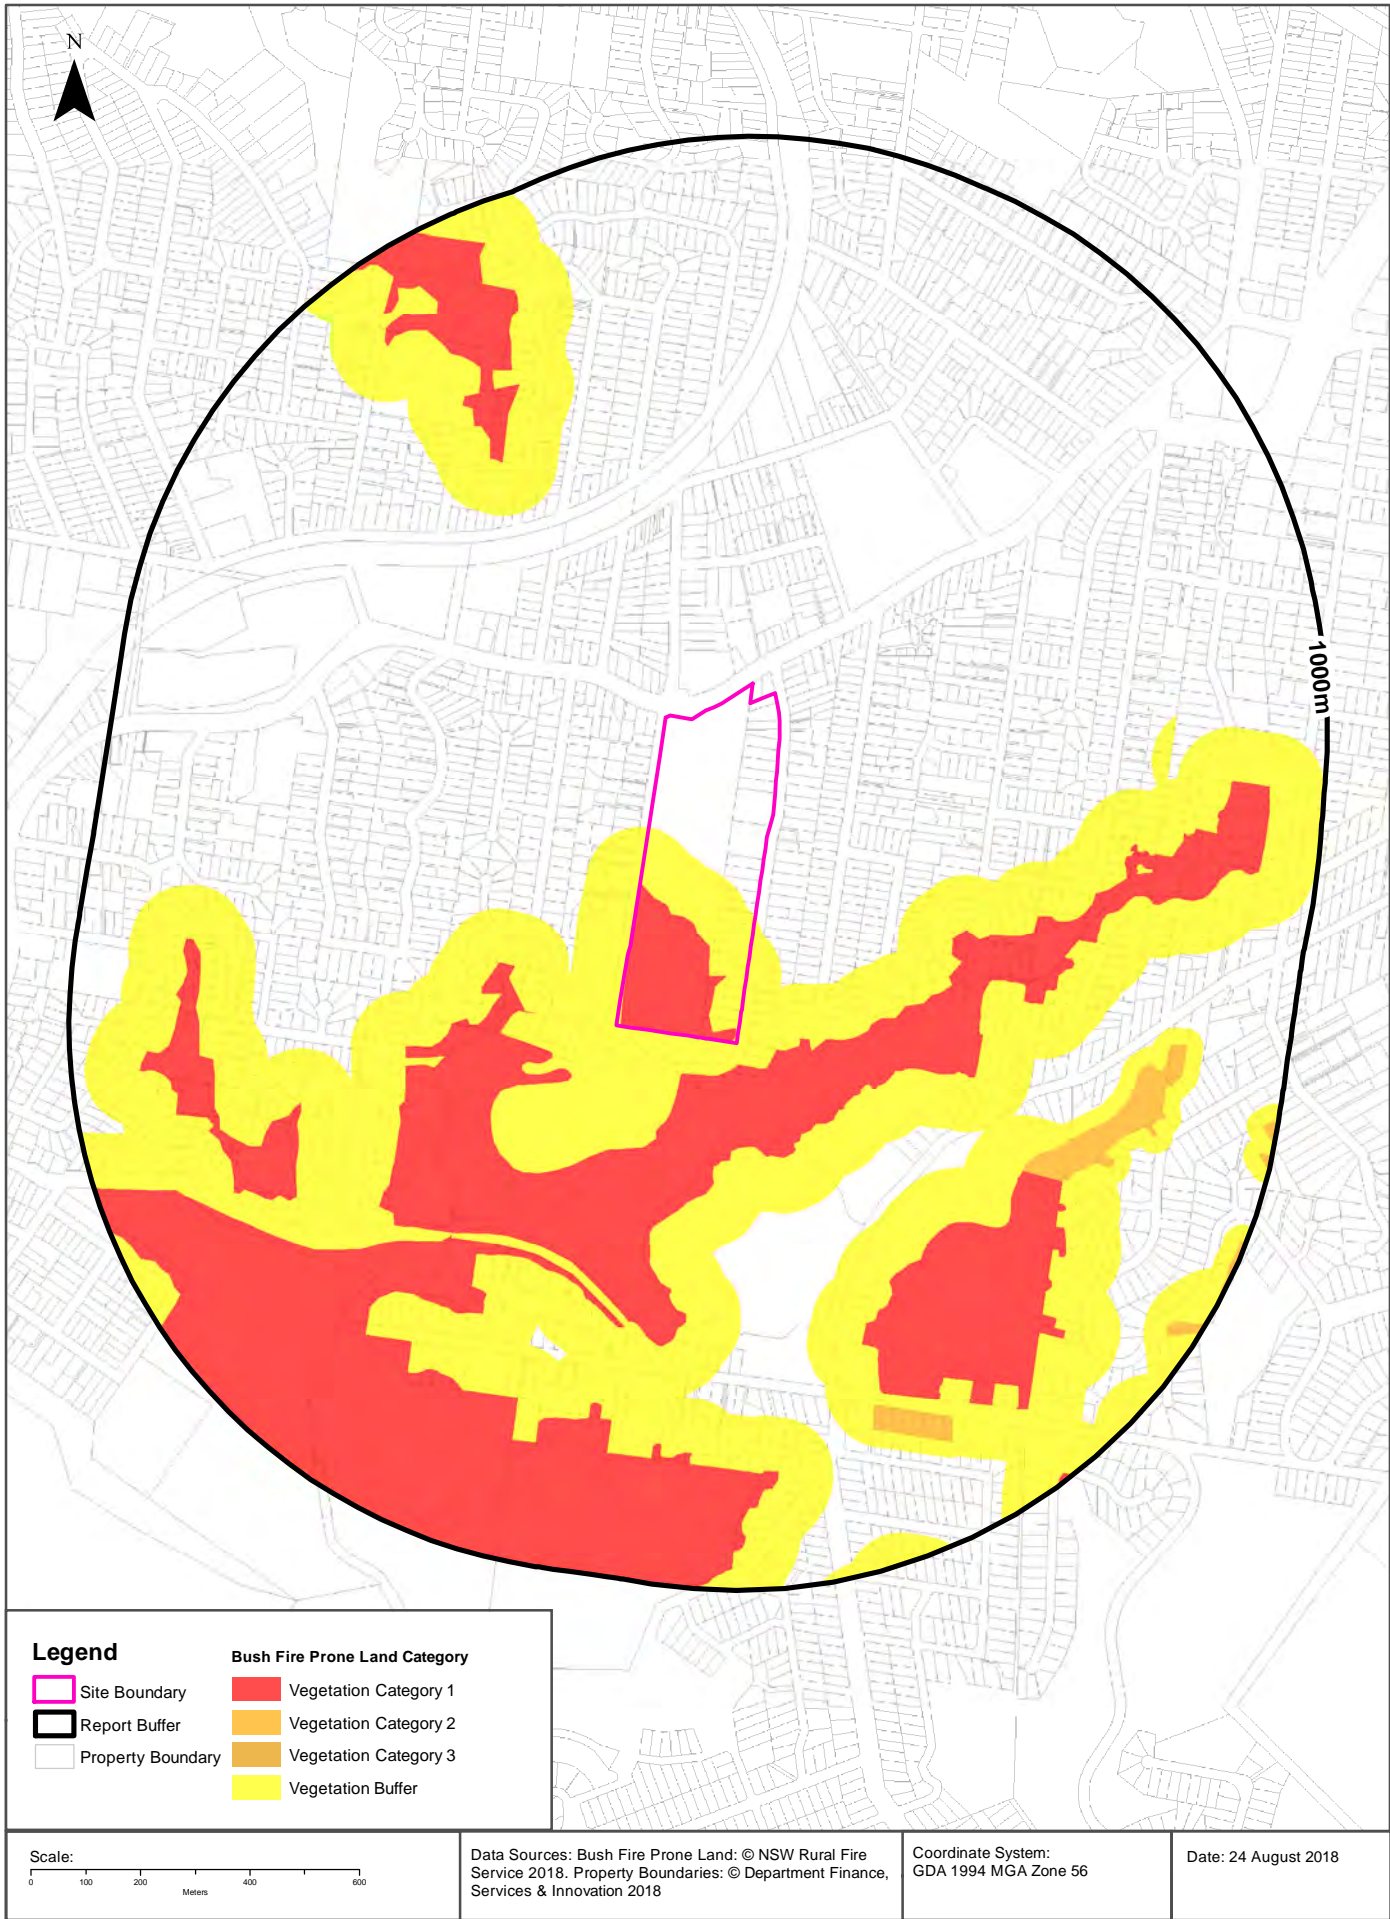 N
1000m
Legend
Site Boundary
Report Buffer
Property Boundary
Bush Fire Prone Land Category
Vegetation Category 1
Vegetation Category 2
Vegetation Category 3
Vegetation Buffer
Scale:
0 100 200 400 600
Meters
Data Sources: Bush Fire Prone Land: © NSW Rural Fire
Service 2018. Property Boundaries: © Department Finance,
Services & Innovation 2018
Coordinate System:
GDA 1994 MGA Zone 56
Date: 24 August 2018